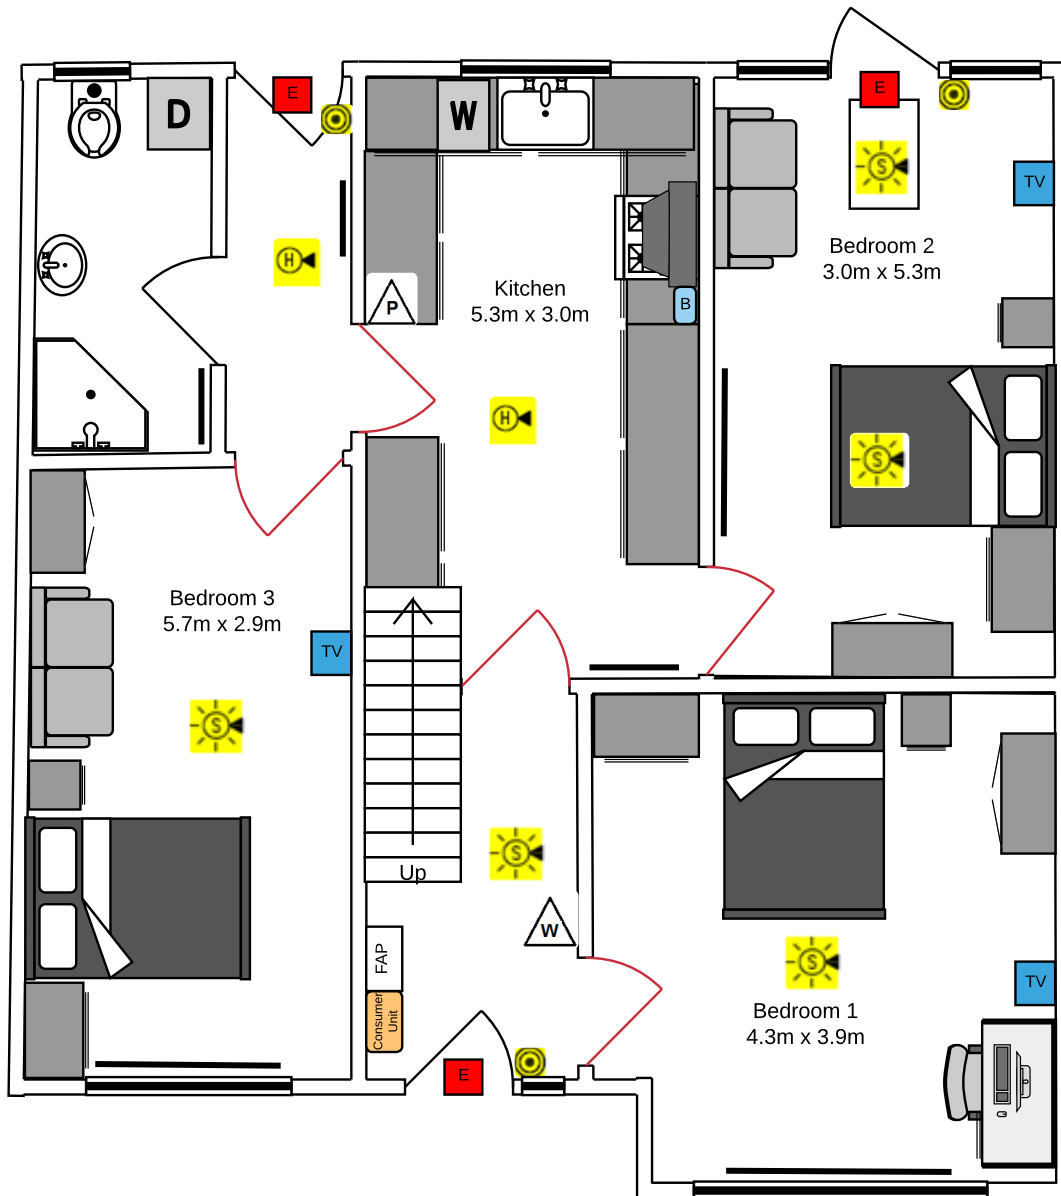 E
E
D
W
S
TV
Bedroom 2
3.0m x 5.3m
H
Kitchen
5.3m x 3.0m
P
B
H
S
Bedroom 3
5.7m x 2.9m
TV
S
S
Up
W
FAP
S
Consumer
Unit
TV
Bedroom 1
4.3m x 3.9m
E